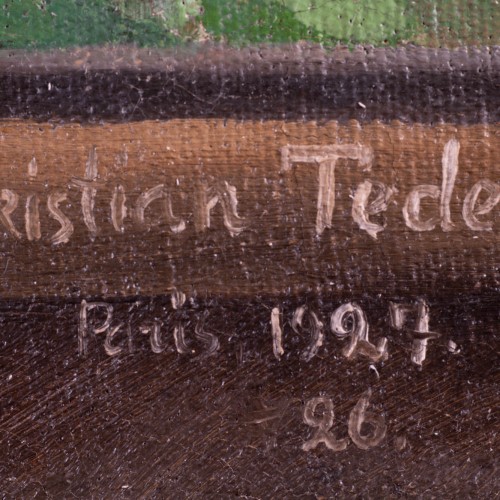 ristian Tede
Paris 1927.
26.